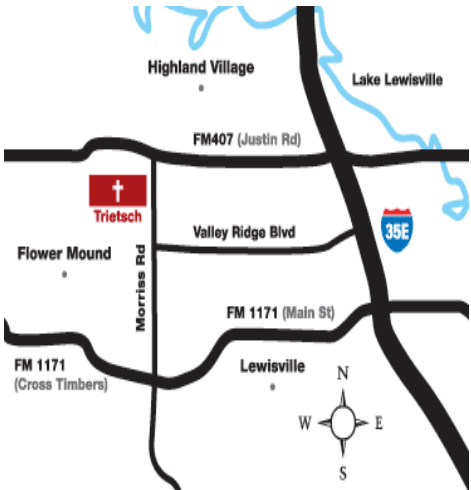 Highland Village
Lake Lewisville
FM407 (Justin Rd)
Trietsch
Valley Ridge Blvd
35E
Flower Mound
Morriss Rd
FM 1171 (Main St)
FM 1171
(Cross Timbers)
Lewisville
N
W
E
S